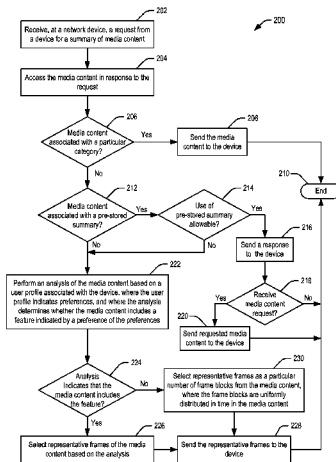 202
200
Receive, at a network device, a request from
a device for a summary of media content
204
Access the media content in response to the
request
206
Media content
associated with a particular
category?
Yes
208
Send the media
content to the device
No
210
End
212
Media content
associated with a pre-stored
summary?
Yes
214
Use of
pre-stored summary
allowable?
Yes
216
Send a response
to the device
No
No
218
Receive
media content
request?
Yes
No
220
Send requested media
content to the device
222
Perform an analysis of the media content based on a
user profile associated with the device, where the user
profile indicates preferences, and where the analysis
determines whether the media content includes a
feature indicated by a preference of the preferences
224
Analysis
indicates that the
media content includes
the feature?
No
230
Select representative frames as a particular
number of frame blocks from the media content,
where the frame blocks are uniformly
distributed in time in the media content
Yes
226
Select representative frames of the media
content based on the analysis
228
Send the representative frames to the
device